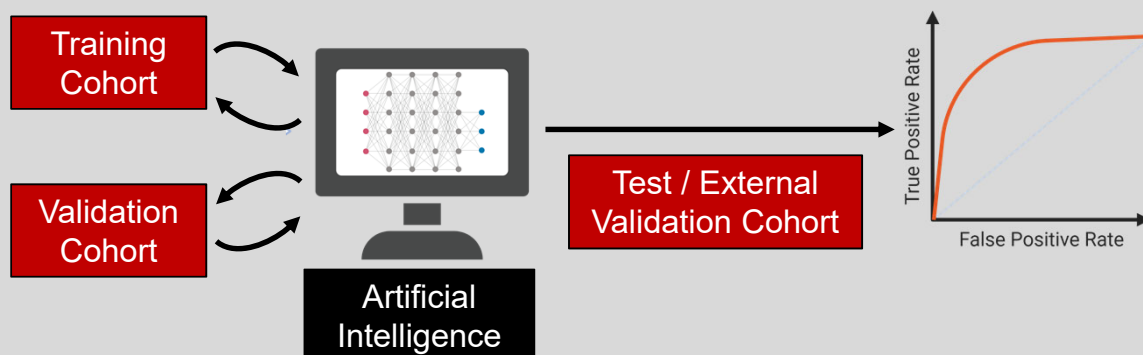 Training
Cohort
Validation
Cohort
Artificial
Intelligence
Test / External
Validation Cohort
True Positive Rate
False Positive Rate